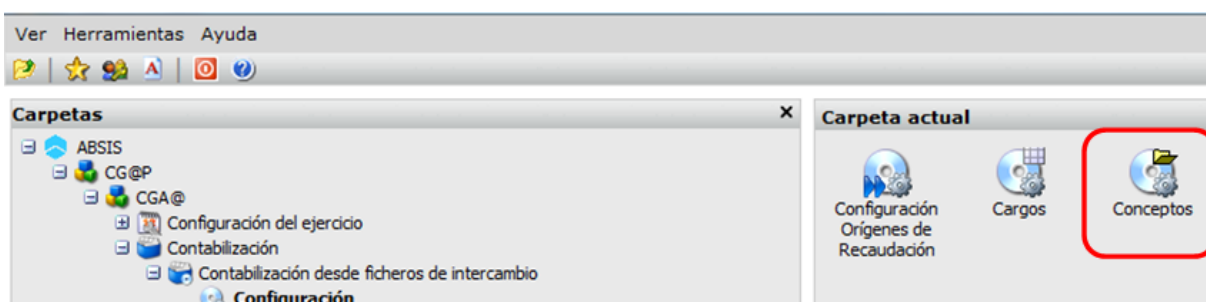 Ver Herramientas Ayuda
Carpetas
ABSIS
CG@P
CGA@
Configuración del ejercicio
Contabilización
Contabilización desde ficheros de intercambio
Configuración
Carpeta actual
Configuración
Orígenes de
Recaudación
Cargos
Conceptos